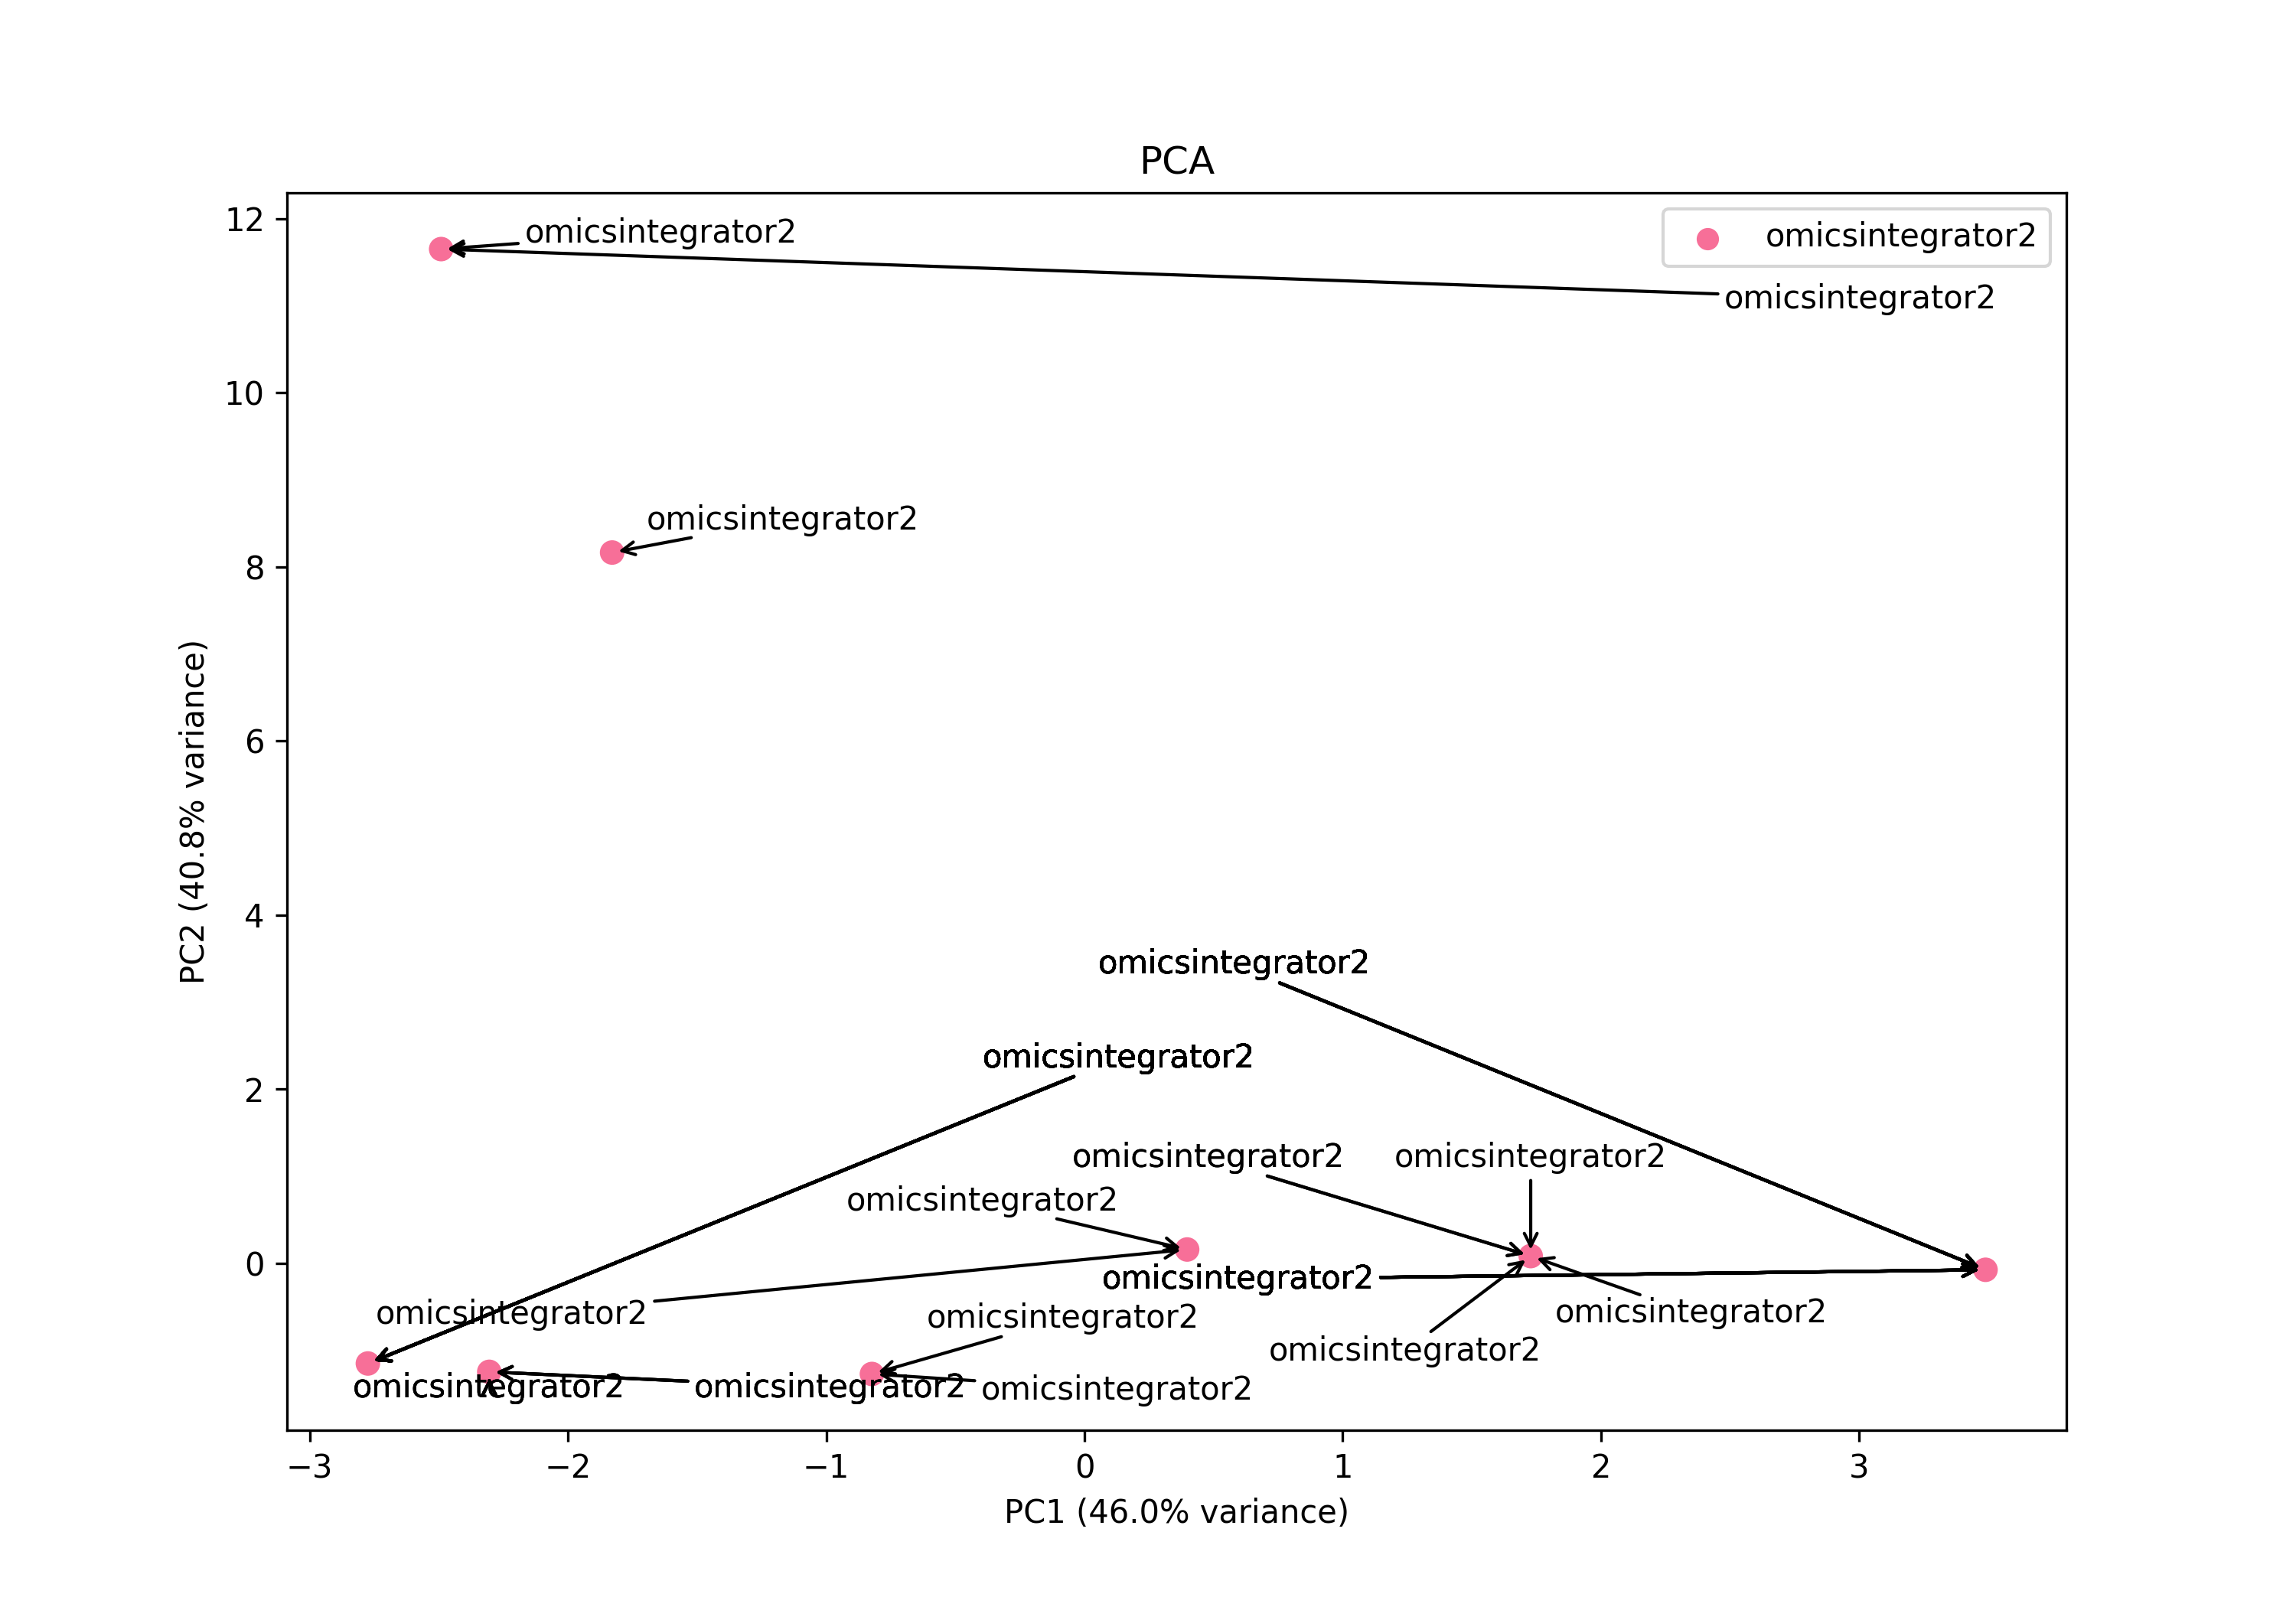 PCA
12
omicsintegrator2
omicsintegrator2
omicsintegrator2
10
omicsintegrator2
8
6
PC2 (40.8% variance)
4
omicsintegrator2
omicsintegrator2
2
omicsintegrator2
omicsintegrator2
omicsintegrator2
0
omicsintegrator2
omicsintegrator2
omicsintegrator2
omicsintegrator2
omicsintegrator2
omicsintegrator2
omicsintegrator2
omicsintegrator2
−3
−2
−1
0
1
2
3
PC1 (46.0% variance)